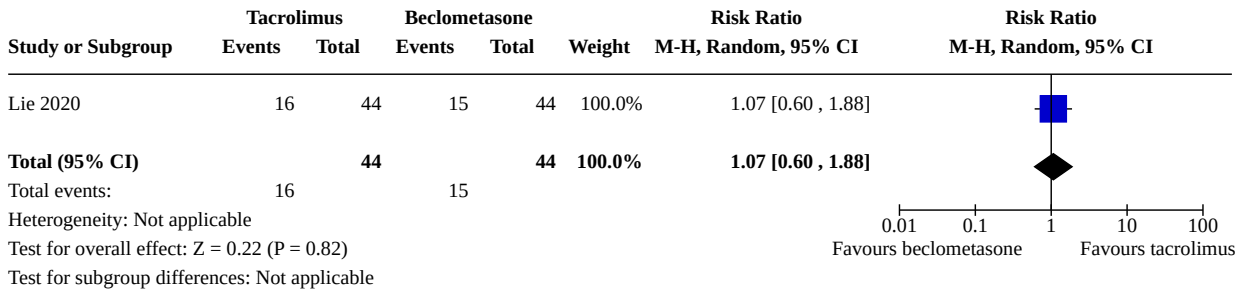 Tacrolimus Beclometasone Risk Ratio Risk Ratio
Study or Subgroup Events Total Events Total Weight M-H, Random, 95% CI M-H, Random, 95% CI
Lie 2020 16 44 15 44 100.0% 1.07 [0.60 , 1.88]
Total (95% CI) 44 44 100.0% 1.07 [0.60 , 1.88]
Total events: 16 15
Heterogeneity: Not applicable
0.01 0.1 1 10 100
Test for overall effect: Z = 0.22 (P = 0.82) Favours beclometasone Favours tacrolimus
Test for subgroup differences: Not applicable